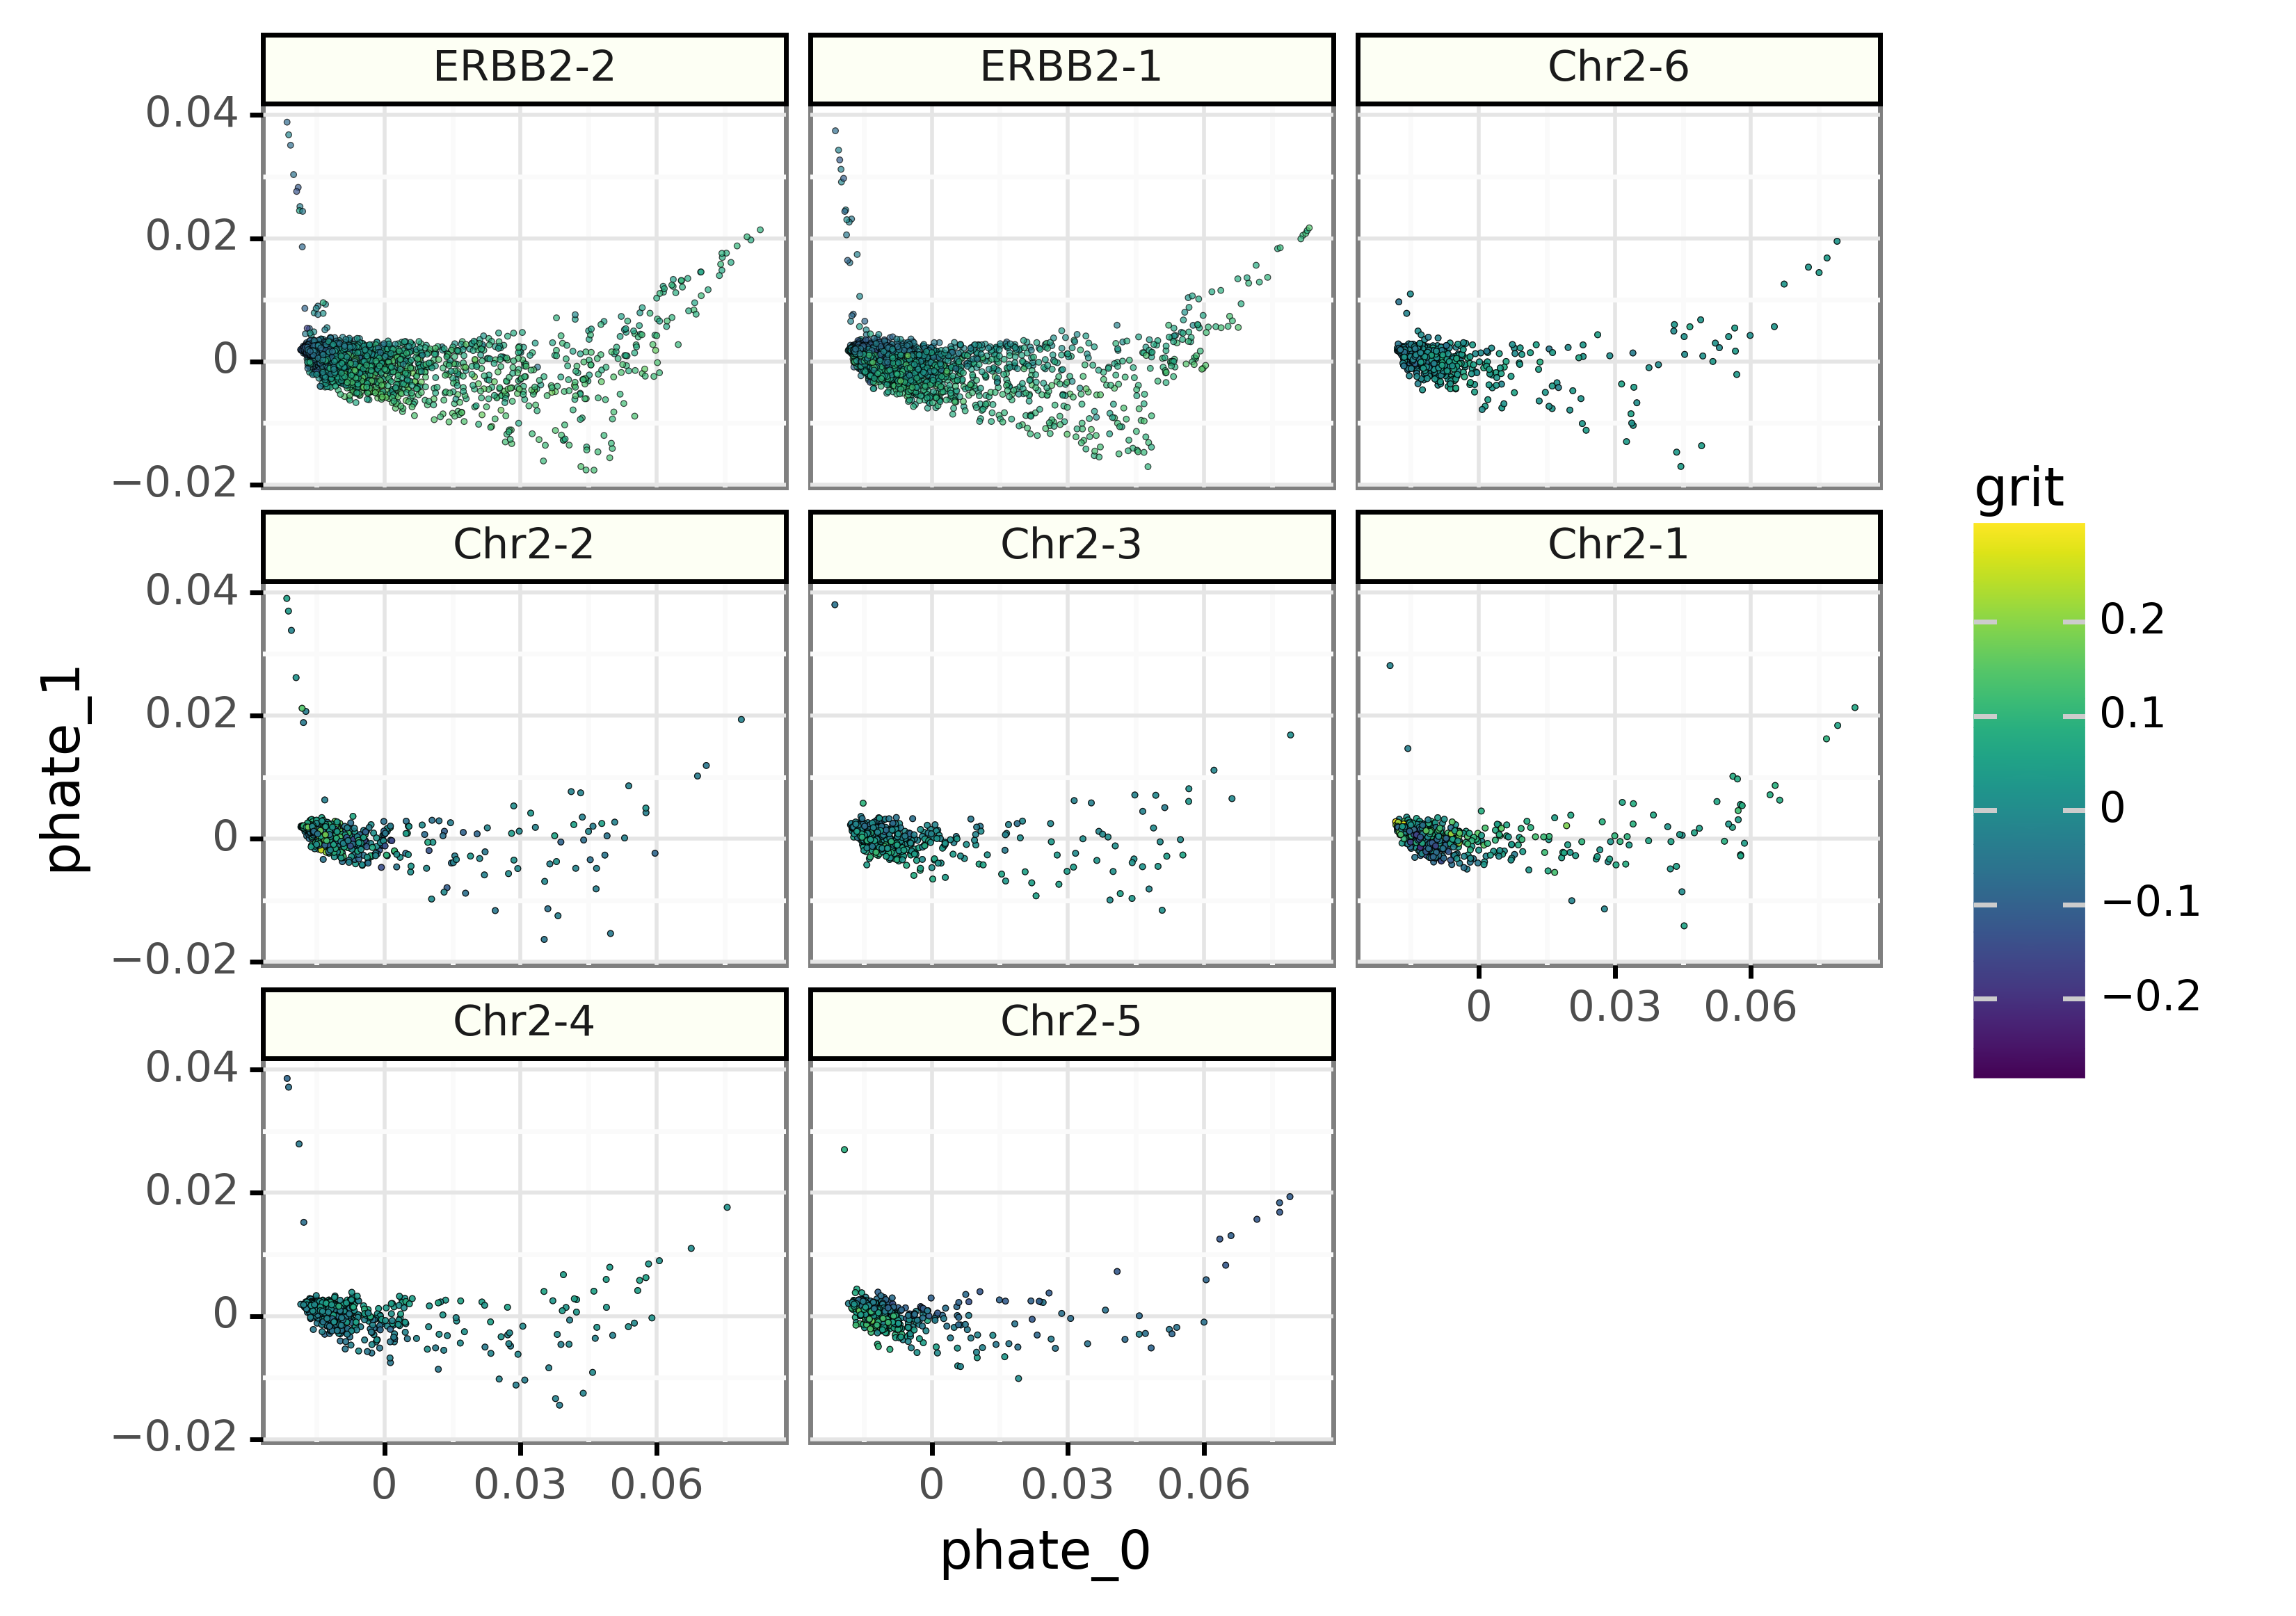 ERBB2-2 ERBB2-1 Chr2-6
0.04
0.02
0
−0.02
Chr2-2 Chr2-3 Chr2-1
0.04
0.02
0
−0.02
0 0.03 0.06
Chr2-4 Chr2-5
0.04
0.02
0
−0.02
0 0.03 0.06 0 0.03 0.06
phate_1
phate_0
grit
0.2
0.1
0
−0.1
−0.2